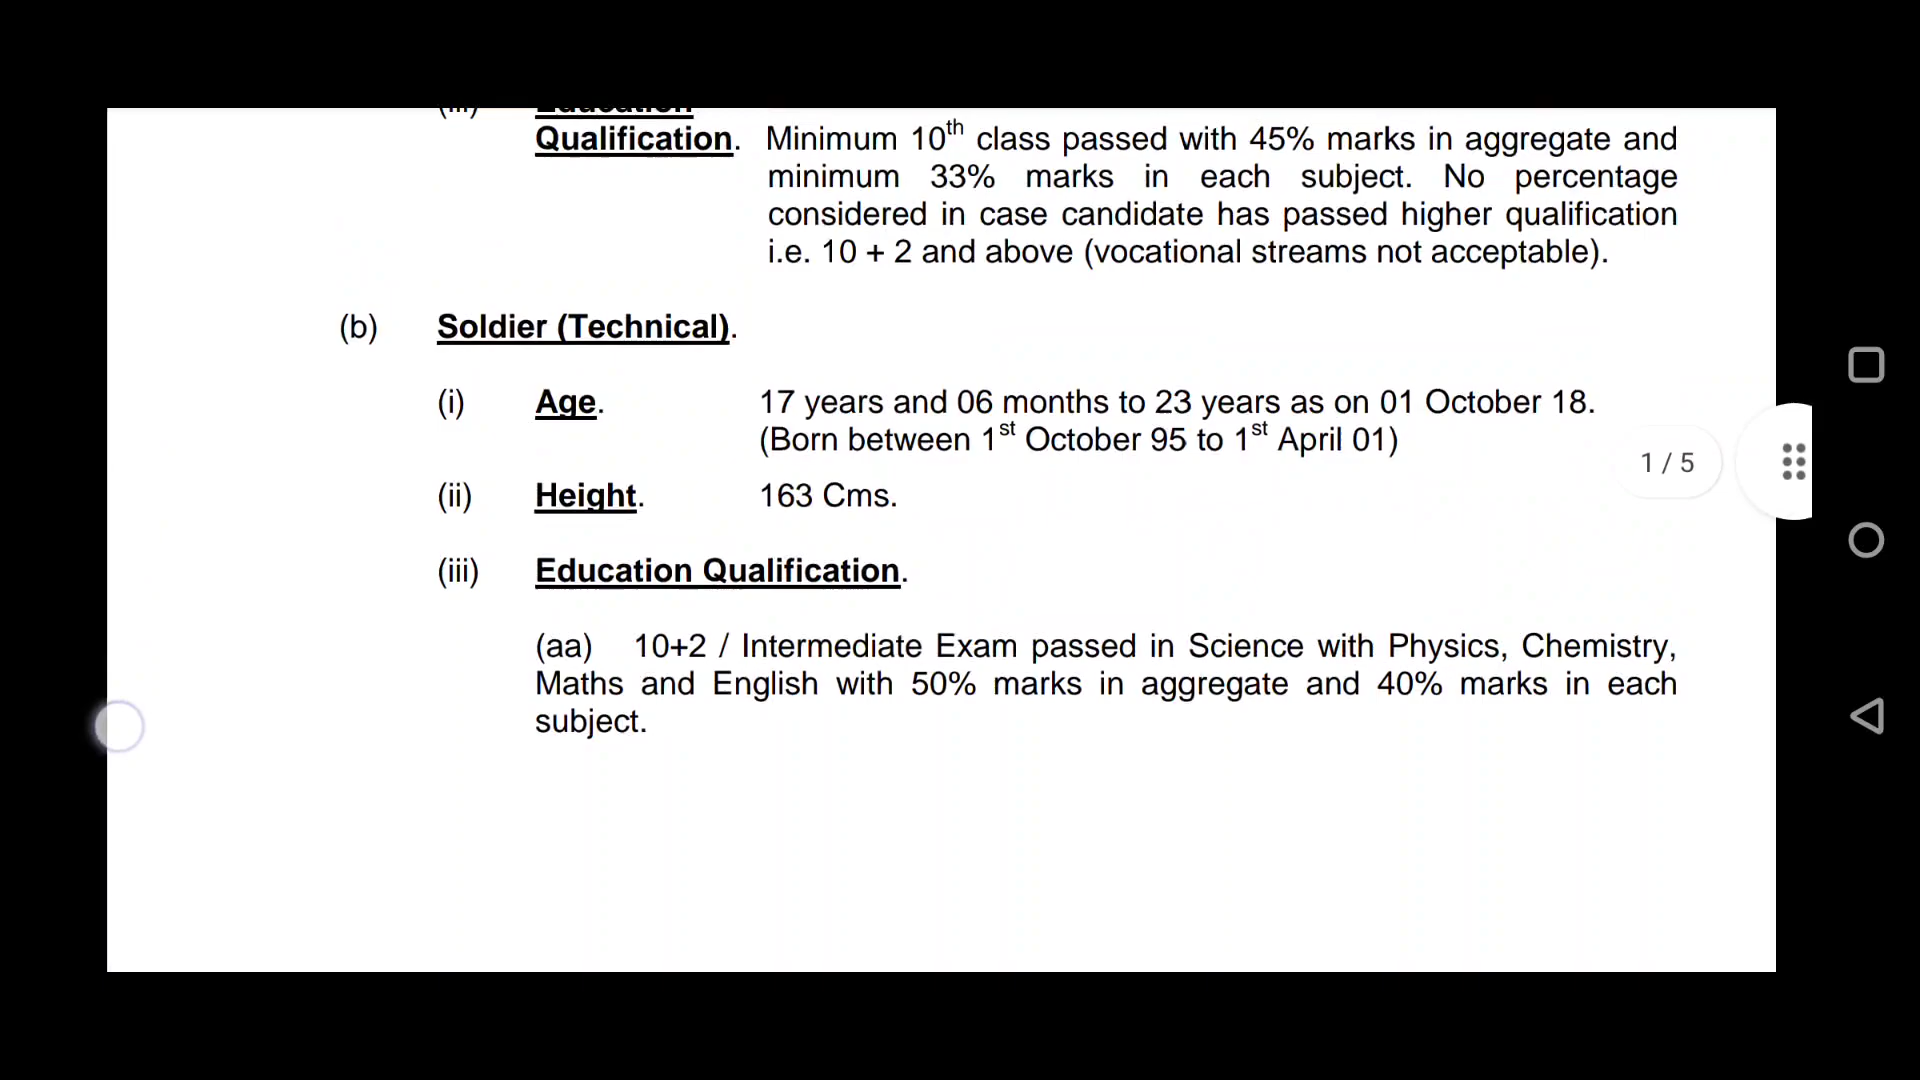 Qualification. Minimum 10th class passed with 45% marks in aggregate and
minimum 33% marks in each subject. No percentage
considered in case candidate has passed higher qualification
i.e. 10 + 2 and above (vocational streams not acceptable).
(b) Soldier (Technical).
(i) Age. 17 years and 06 months to 23 years as on 01 October 18.
(Born between 1st October 95 to 1st April 01)
1 / 5
(ii) Height. 163 Cms.
(iii) Education Qualification.
(aa) 10+2 / Intermediate Exam passed in Science with Physics, Chemistry,
Maths and English with 50% marks in aggregate and 40% marks in each
subject.